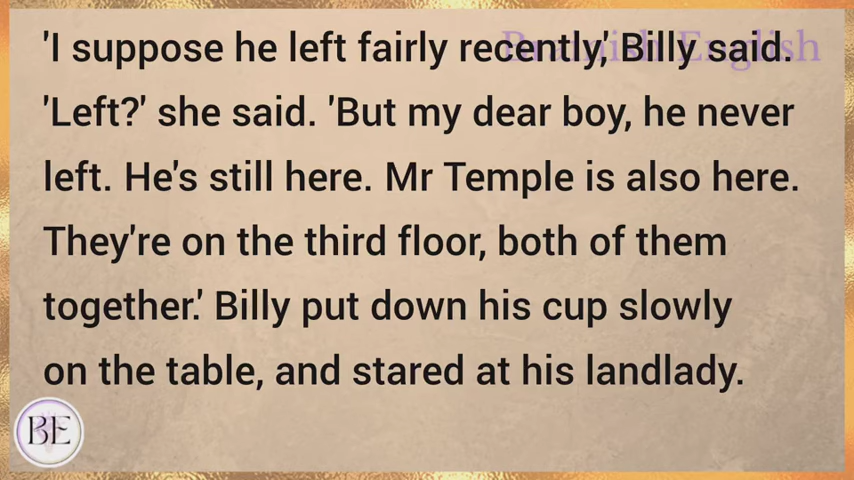 Bramish English
'I suppose he left fairly recently,' Billy said.
'Left?' she said. 'But my dear boy, he never
left. He's still here. Mr Temple is also here.
They're on the third floor, both of them
together.' Billy put down his cup slowly
on the table, and stared at his landlady.
BE